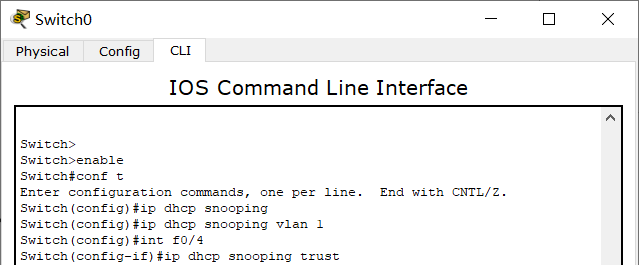 Switch0
Physical Config CLI
IOS Command Line Interface
Switch>
Switch>enable
Switch#conf t
Enter configuration commands, one per line.  End with CNTL/Z.
Switch(config)#ip dhcp snooping
Switch(config)#ip dhcp snooping vlan 1
Switch(config)#int f0/4
Switch(config-if)#ip dhcp snooping trust